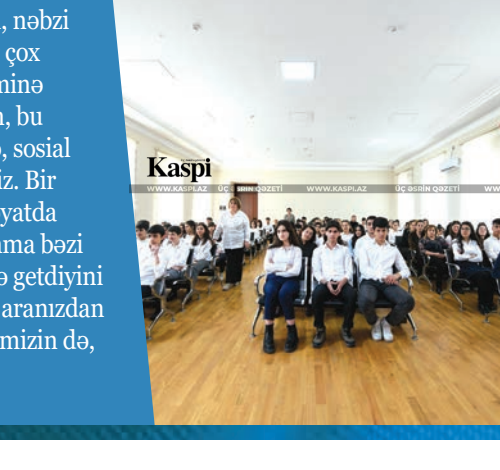 , nəbzi
çox
minə
n, bu
, sosial
iz. Bir
yatda
ma bəzi
ə getdiyini
aranızdan
mizin də,
Kaspi
WWW.KASPI.AZ ÜÇ ƏSRİN QƏZETİ WWW.KASPI.AZ ÜÇ ƏSRİN QƏZETİ